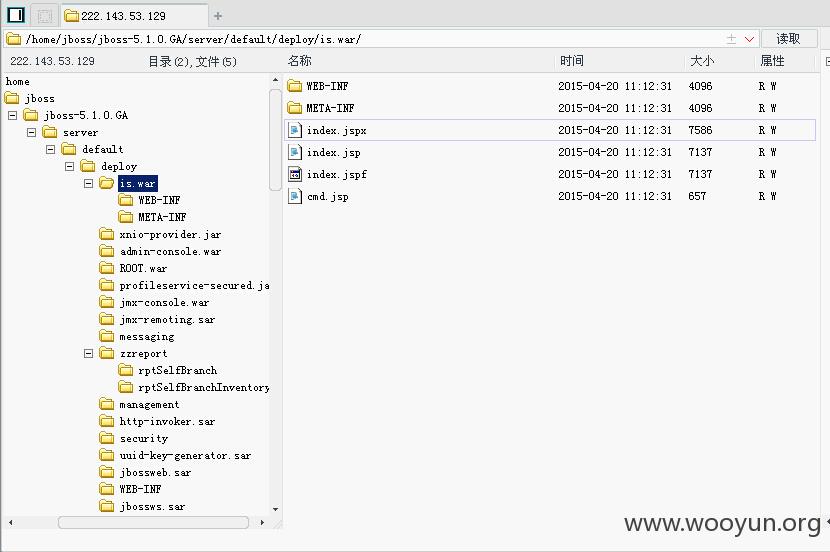 222.143.53.129
/home/jboss/jboss-5.1.0.GA/server/default/deploy/is.war/ 读取
222.143.53.129 目录(2),文件(5) 名称 时间 大小 属性
home
jboss
jboss-5.1.0.GA
server
default
deploy
is.war
WEB-INF
META-INF
xnio-provider.jar
admin-console.war
ROOT.war
profileservice-secured.ja
jmx-console.war
jmx-remoting.sar
messaging
zzreport
rptSelfBranch
rptSelfBranchInventory
management
http-invoker.sar
security
uuid-key-generator.sar
jbossweb.sar
WEB-INF
jbossws.sar
WEB-INF 2015-04-20 11:12:31 4096 R W
META-INF 2015-04-20 11:12:31 4096 R W
index.jspx 2015-04-20 11:12:31 7586 R W
index.jsp 2015-04-20 11:12:31 7137 R W
index.jspf 2015-04-20 11:12:31 7137 R W
cmd.jsp 2015-04-20 11:12:31 657 R W
www.wooyun.org